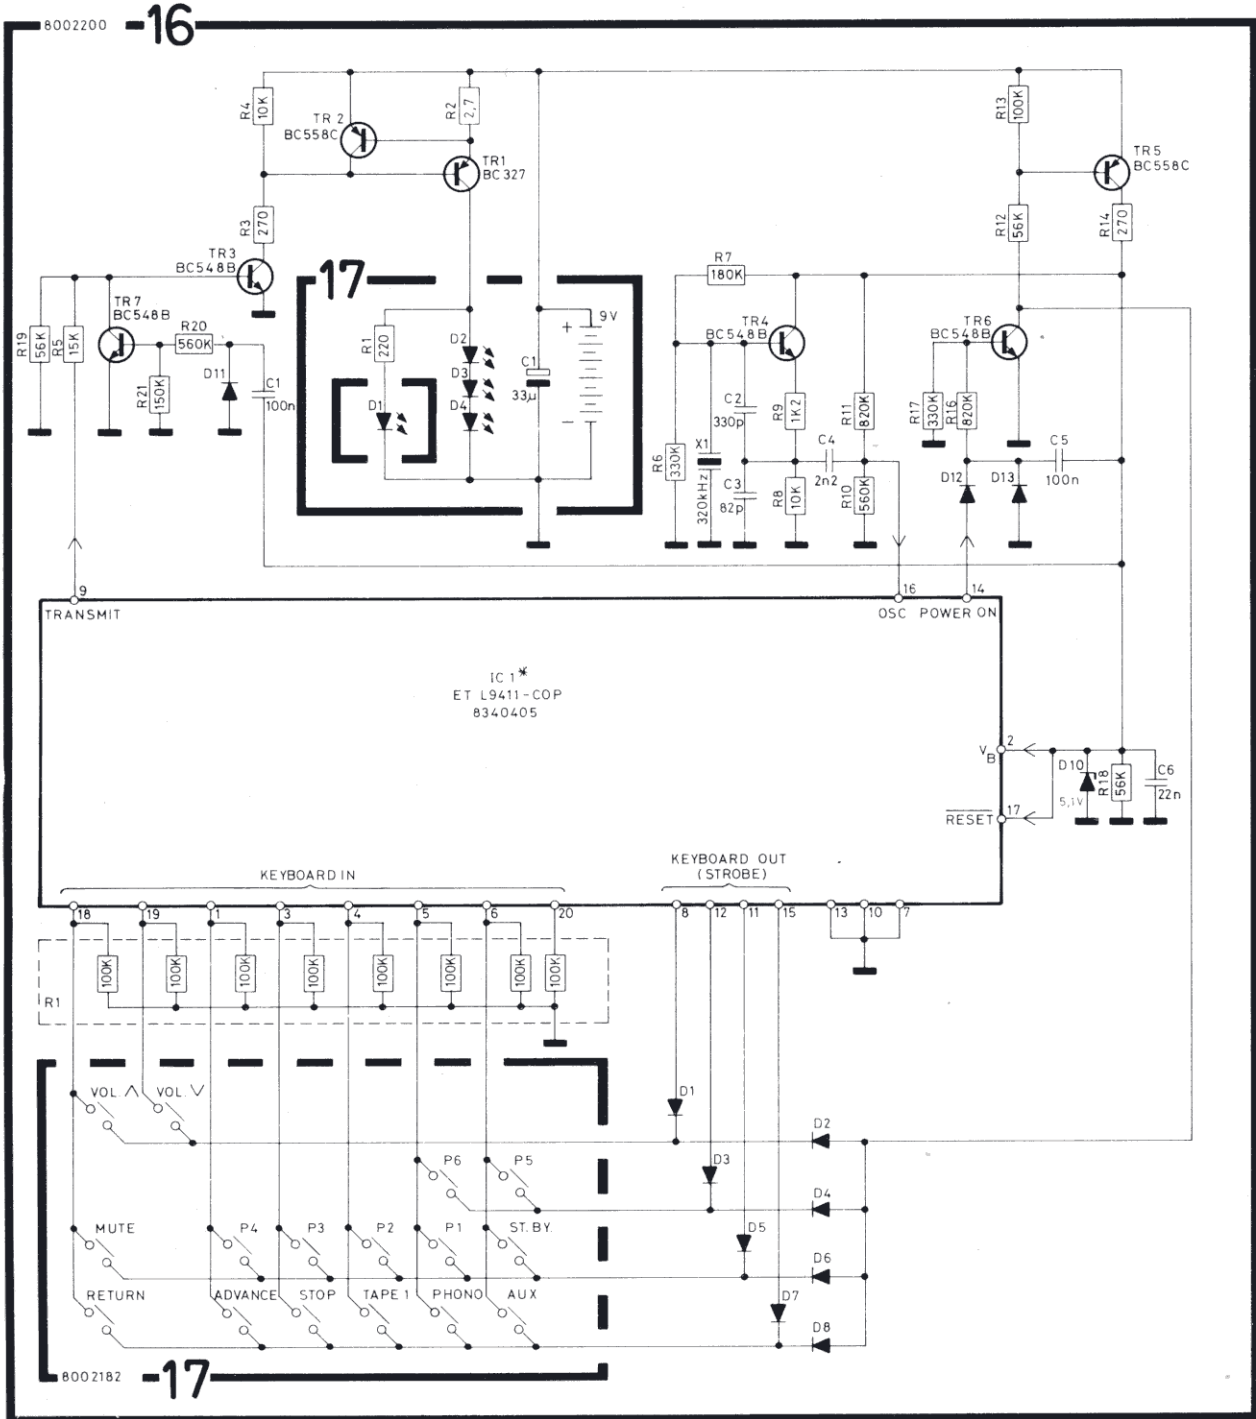 8002200 -16
R4 10K
TR 2
BC558C
R2 2,7
TR1
BC327
R13 100K
TR5
BC558C
R3 270
R12 56K
R14 270
TR3
BC548B
17
R7
180K
TR7
BC548B
R20
560K
R19 56K
R5 15K
R21 150K
D11
C1
100n
R1 220
D1
D2
D3
D4
C1
33µ
+
9V
-
TR4
BC548B
TR6
BC548B
C2
330p
R9 1K2
R11 820K
R17 330K
R16 820K
R6 330K
X1
320kHz
C3
82p
R8 10K
C4
2n2
R10 560K
D12
D13
C5
100n
9
TRANSMIT
16
OSC
14
POWER ON
IC 1*
ET L9411-COP
8340405
VB
2
D10
5,1V
R18 56K
C6
22n
RESET
17
KEYBOARD IN
KEYBOARD OUT
(STROBE)
18 19 1 3 4 5 6 20 8 12 11 15 13 10 7
100K 100K 100K 100K 100K 100K 100K 100K
R1
VOL. ∧ VOL. ∨
D1
D2
P6 P5
D3
D4
MUTE P4 P3 P2 P1 ST.BY.
D5
D6
RETURN ADVANCE STOP TAPE 1 PHONO AUX
D7
D8
8002182 -17